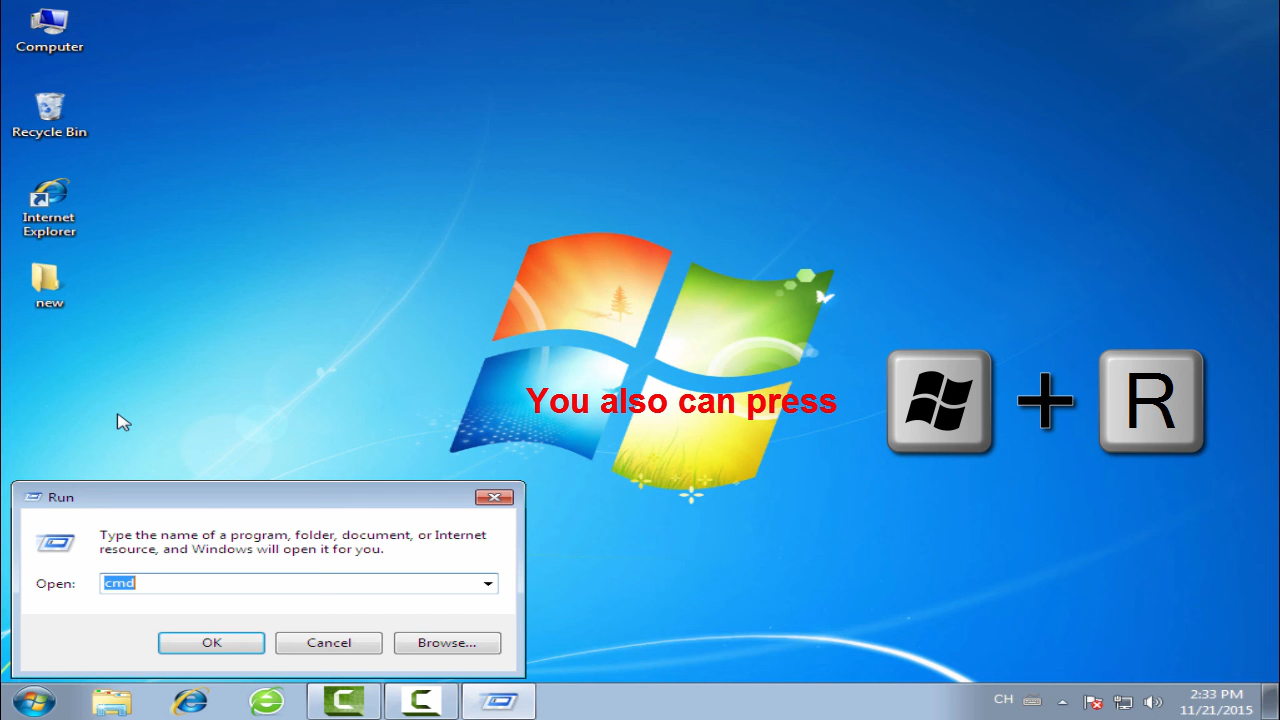 Computer
Recycle Bin
Internet
Explorer
new
You also can press
+
R
Run
Type the name of a program, folder, document, or Internet
resource, and Windows will open it for you.
Open:
cmd
OK
Cancel
Browse...
CH
2:33 PM
11/21/2015